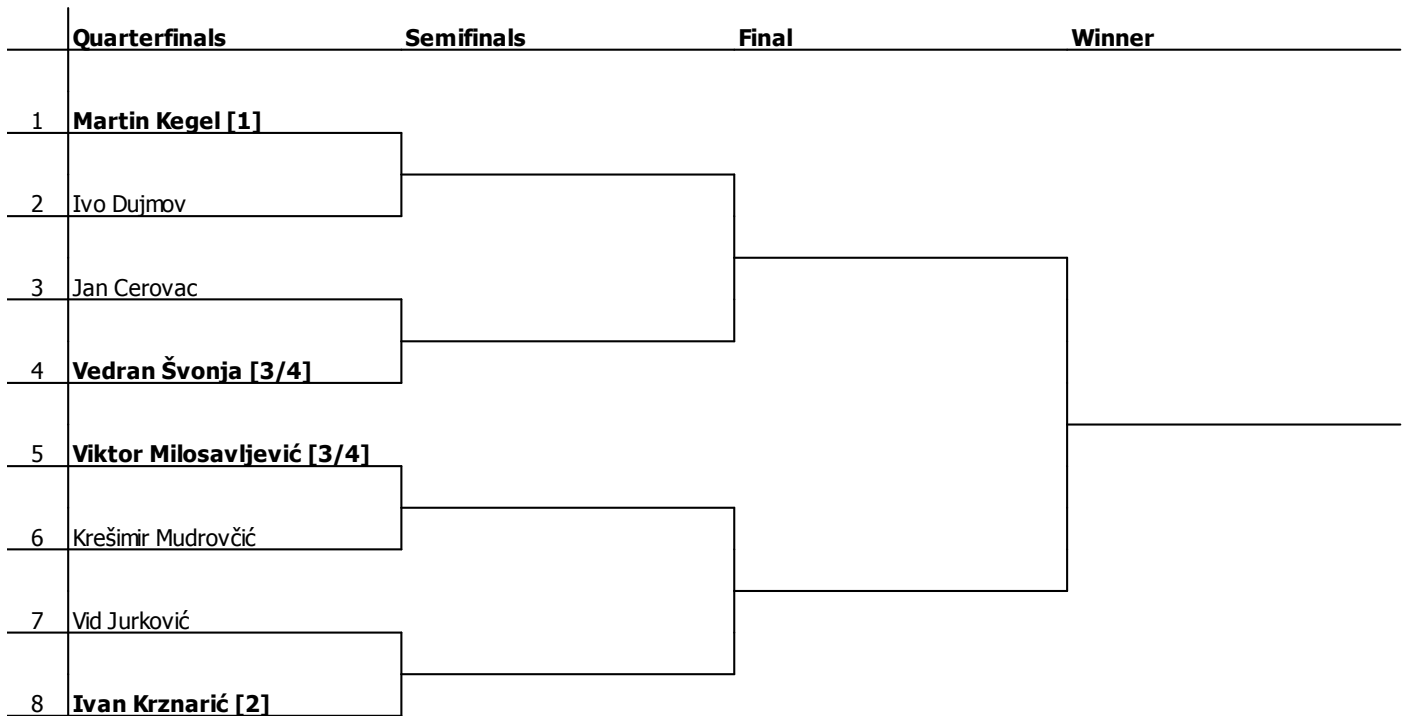 Quarterfinals Semifinals Final Winner
1 Martin Kegel [1]
2 Ivo Dujmov
3 Jan Cerovac
4 Vedran Švonja [3/4]
5 Viktor Milosavljević [3/4]
6 Krešimir Mudrovčić
7 Vid Jurković
8 Ivan Krznarić [2]